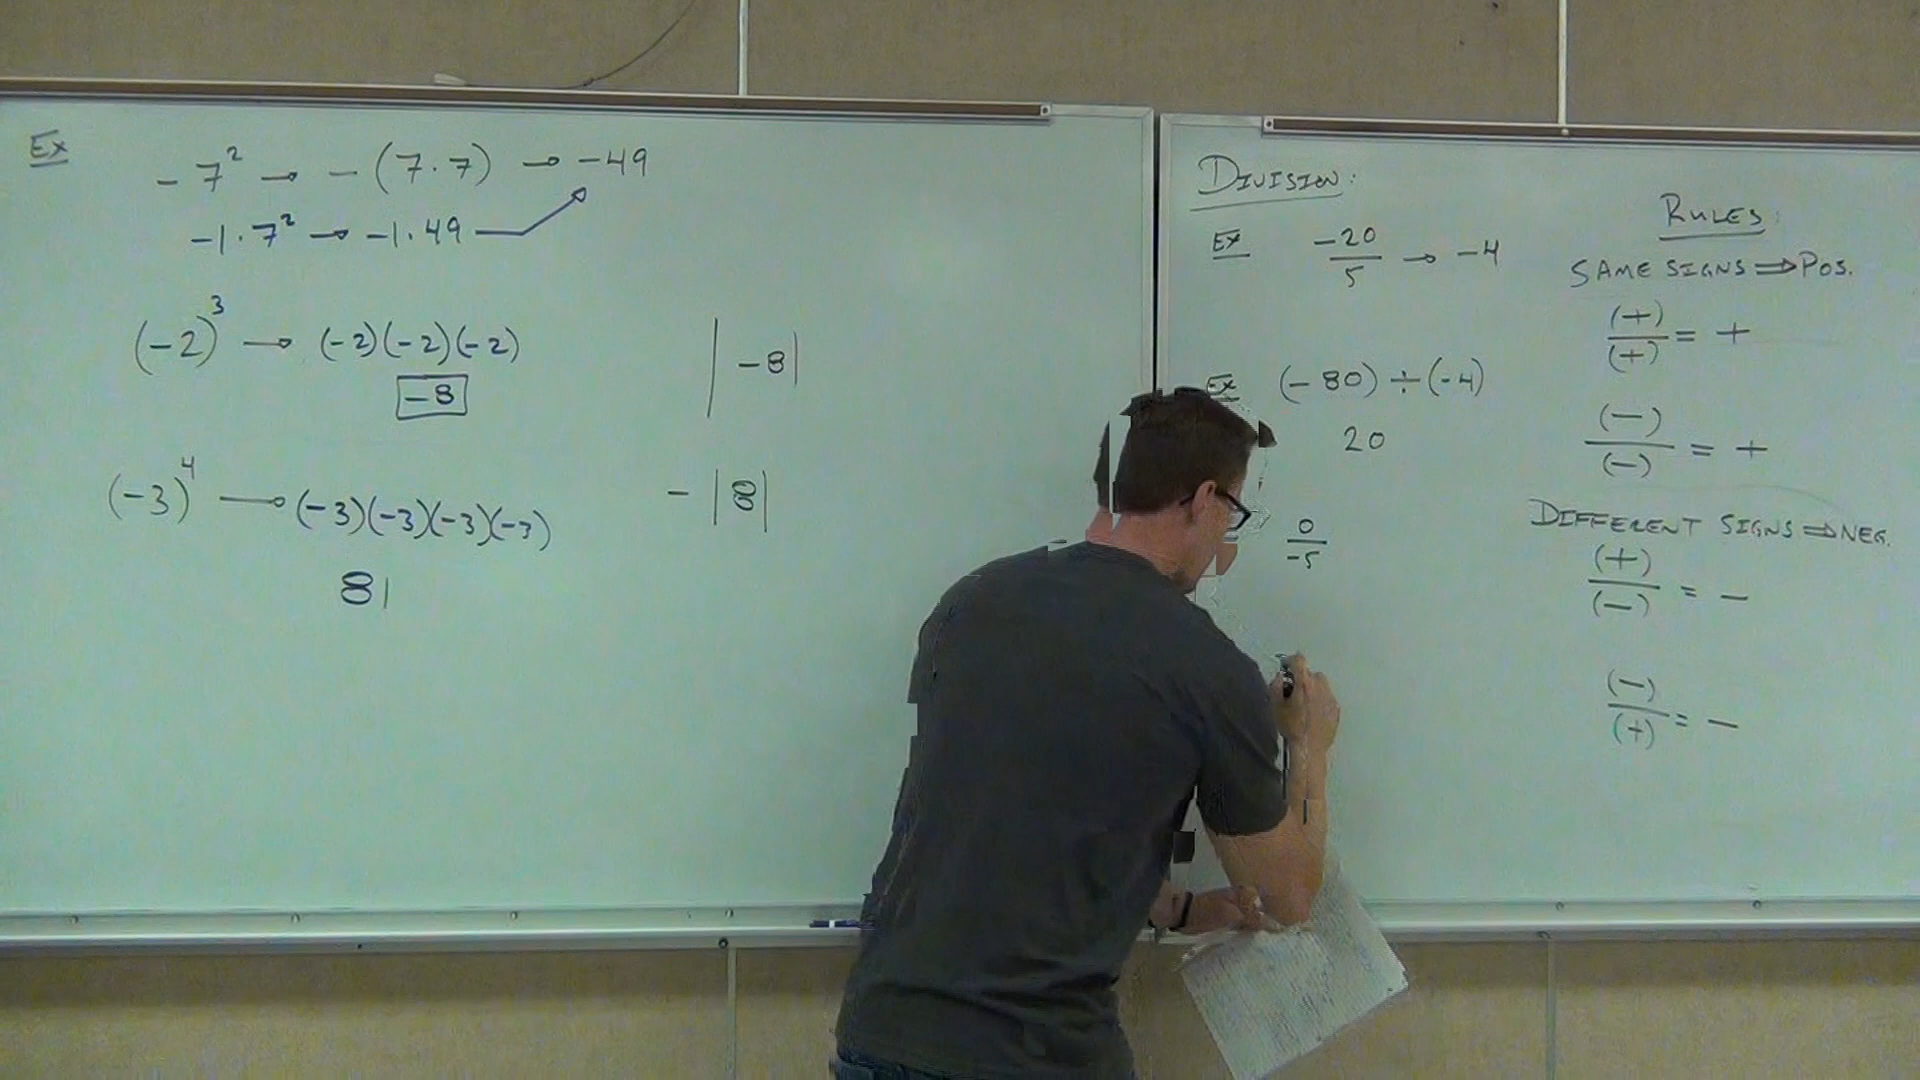 Ex
-7² → -(7·7) → -49
-1·7² → -1·49
(-2)³ → (-2)(-2)(-2)
-8
|-8|
(-3)⁴ → (-3)(-3)(-3)(-3)
-|8|
81
DIVISION:
Ex -20/5 → -4
Ex (-80) ÷ (-4)
20
0/-5
RULES:
SAME SIGNS ⇒ POS.
(+)/(+) = +
(-)/(-) = +
DIFFERENT SIGNS ⇒ NEG.
(+)/(-) = -
(-)/(+) = -